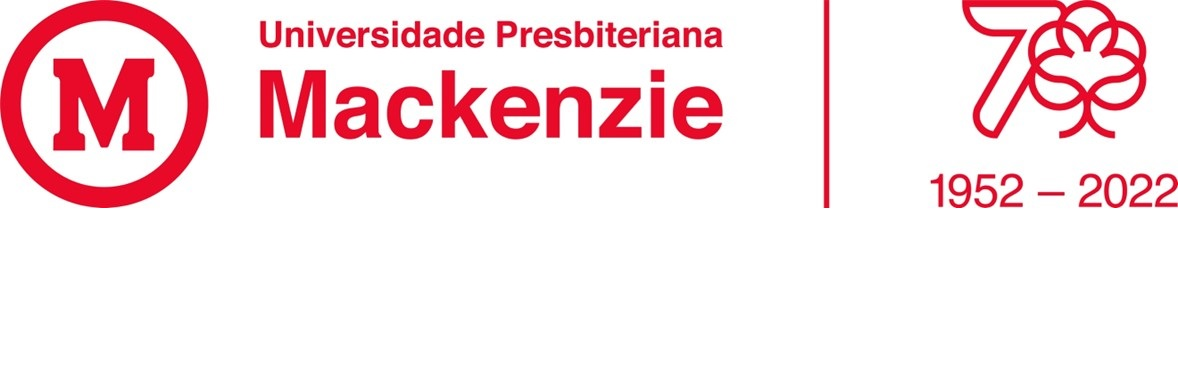 M
Universidade Presbiteriana
Mackenzie
70
1952 – 2022